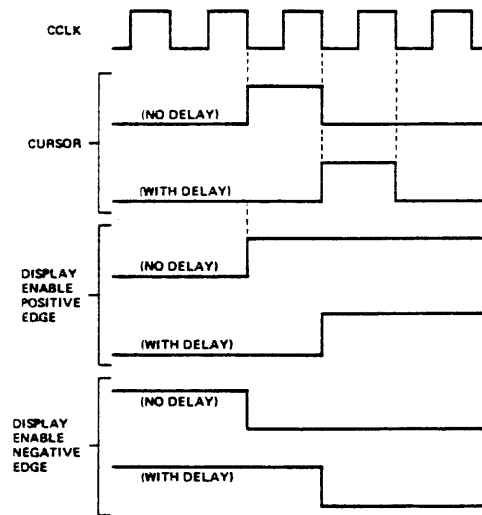 CCLK
CURSOR
(NO DELAY)
(WITH DELAY)
DISPLAY
ENABLE
POSITIVE
EDGE
(NO DELAY)
(WITH DELAY)
DISPLAY
ENABLE
NEGATIVE
EDGE
(NO DELAY)
(WITH DELAY)